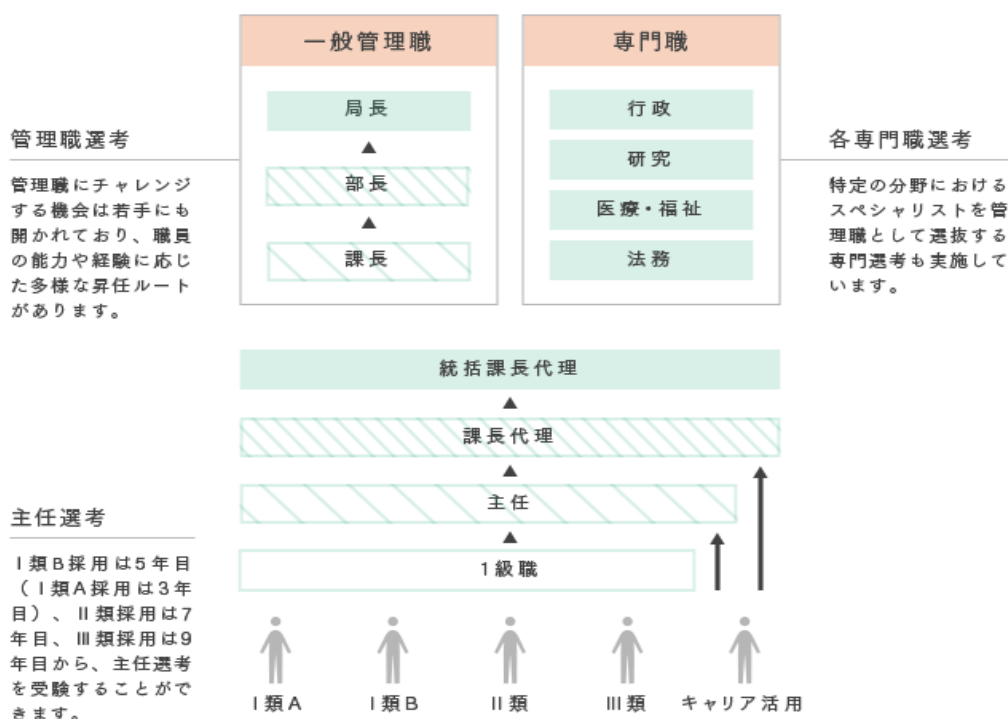 一般管理職
専門職
局長
▲
部長
▲
課長
行政
研究
医療・福祉
法務
管理職選考
管理職にチャレンジ
する機会は若手にも
開かれており、職員
の能力や経験に応じ
た多様な昇任ルート
があります。
各専門職選考
特定の分野における
スペシャリストを管
理職として選抜する
専門選考も実施して
います。
統括課長代理
▲
課長代理
▲
主任
▲
1級職
主任選考
Ⅰ類B採用は5年目
（Ⅰ類A採用は3年
目）、Ⅱ類採用は7
年目、Ⅲ類採用は9
年目から、主任選考
を受験することがで
きます。
Ⅰ類A
Ⅰ類B
Ⅱ類
Ⅲ類
キャリア活用